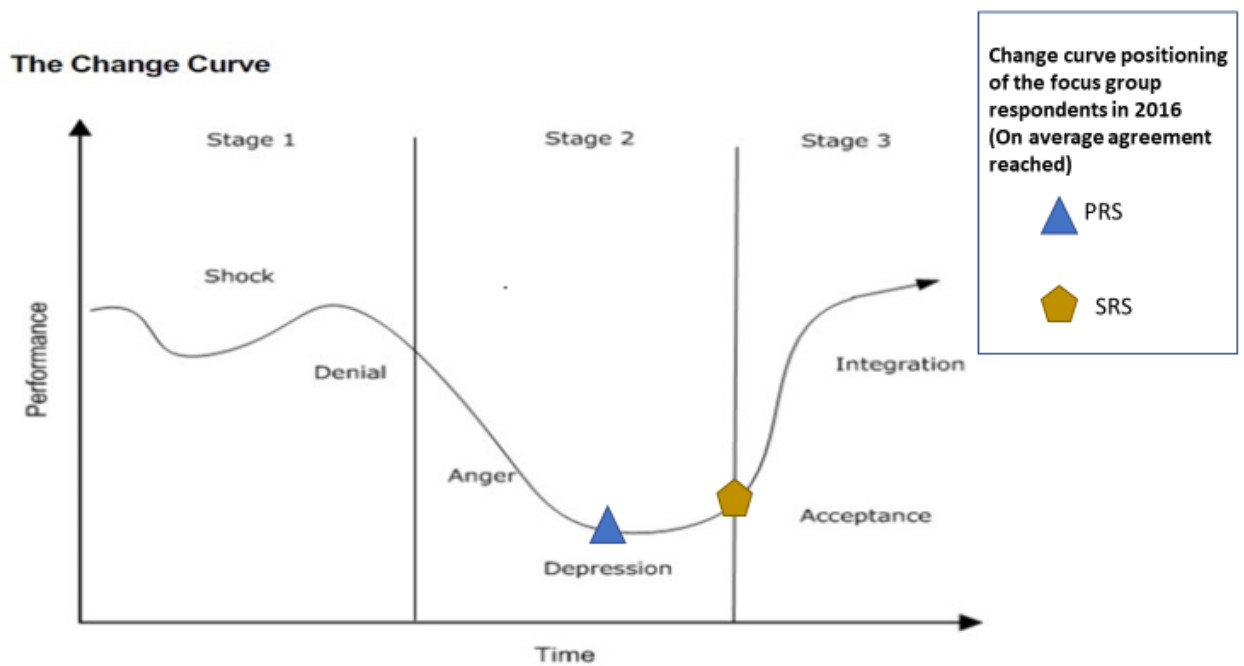 The Change Curve
Change curve positioning
of the focus group
respondents in 2016
(On average agreement
reached)
PRS
SRS
Stage 1
Stage 2
Stage 3
Shock
Denial
Anger
Depression
Acceptance
Integration
Performance
Time